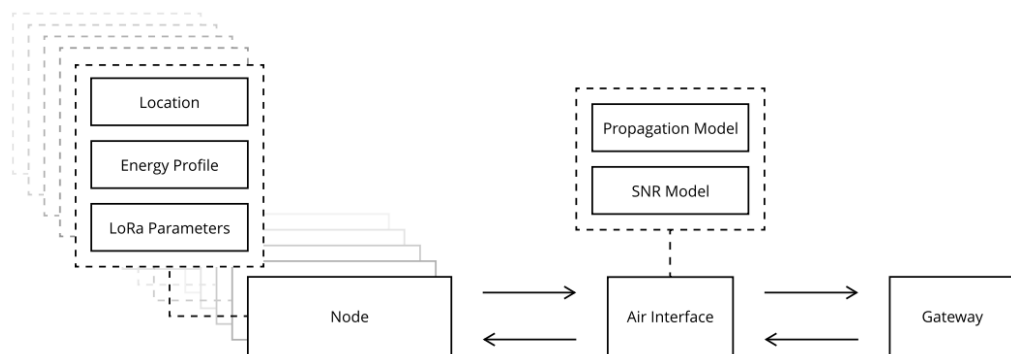 Location
Energy Profile
LoRa Parameters
Propagation Model
SNR Model
Node
Air Interface
Gateway